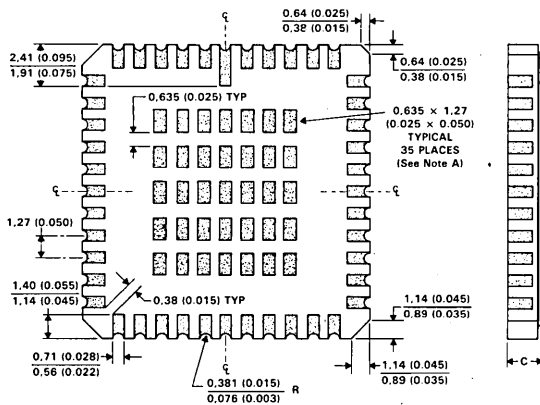 ℄
0,64 (0.025)
0,38 (0.015)
2,41 (0.095)
1,91 (0.075)
0,64 (0.025)
0,38 (0.015)
0,635 (0.025) TYP
0,635 × 1,27
(0.025 × 0.050)
TYPICAL
35 PLACES
(See Note A)
℄
℄
1,27 (0.050)
1,40 (0.055)
1,14 (0.045)
0,38 (0.015) TYP
1,14 (0.045)
0,89 (0.035)
0,71 (0.028)
0,56 (0.022)
0,381 (0.015)
0,076 (0.003)
R
℄
1,14 (0.045)
0,89 (0.035)
C